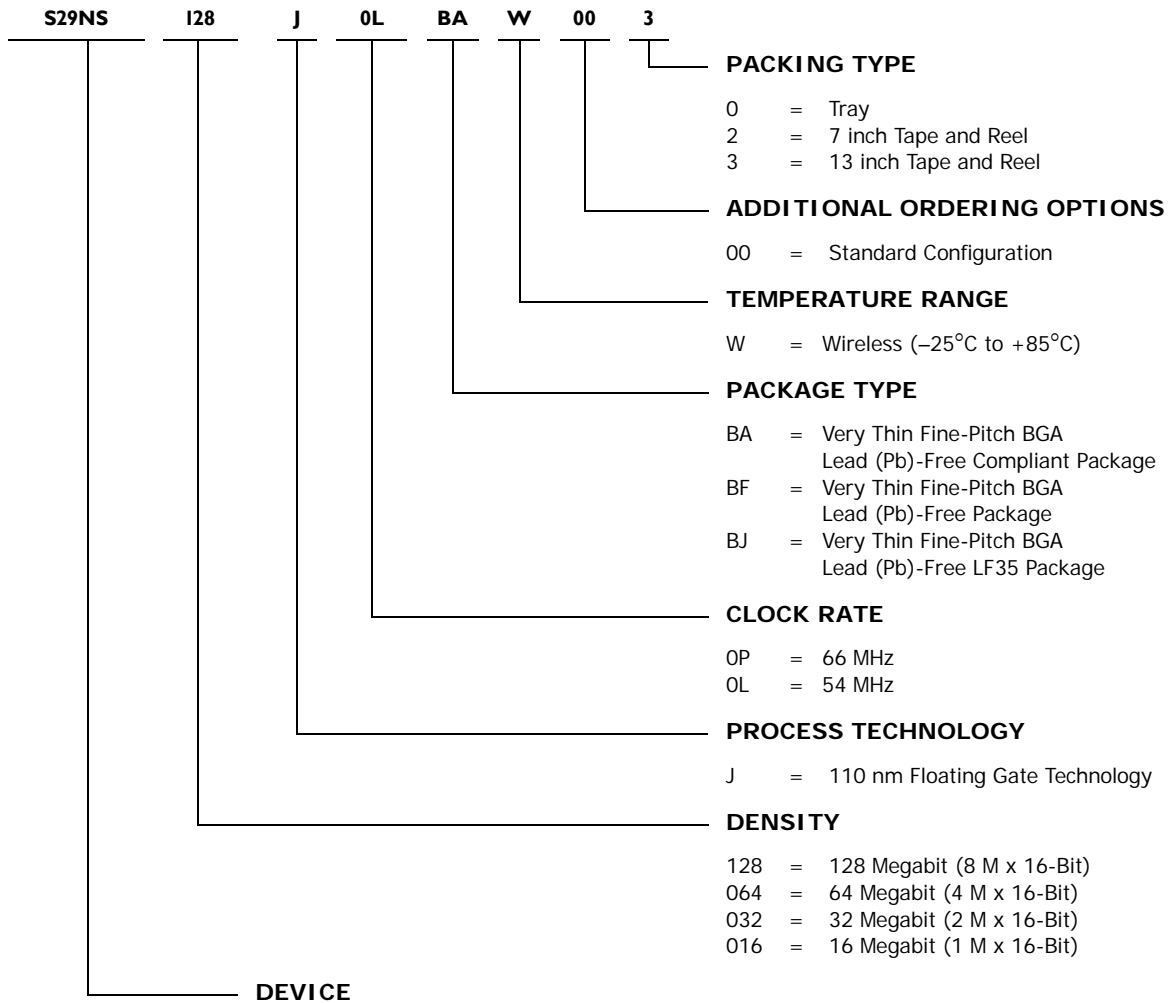 S29NS 128 J 0L BA W 00 3
PACKING TYPE
0 = Tray
2 = 7 inch Tape and Reel
3 = 13 inch Tape and Reel
ADDITIONAL ORDERING OPTIONS
00 = Standard Configuration
TEMPERATURE RANGE
W = Wireless (–25°C to +85°C)
PACKAGE TYPE
BA = Very Thin Fine-Pitch BGA
Lead (Pb)-Free Compliant Package
BF = Very Thin Fine-Pitch BGA
Lead (Pb)-Free Package
BJ = Very Thin Fine-Pitch BGA
Lead (Pb)-Free LF35 Package
CLOCK RATE
0P = 66 MHz
0L = 54 MHz
PROCESS TECHNOLOGY
J = 110 nm Floating Gate Technology
DENSITY
128 = 128 Megabit (8 M x 16-Bit)
064 = 64 Megabit (4 M x 16-Bit)
032 = 32 Megabit (2 M x 16-Bit)
016 = 16 Megabit (1 M x 16-Bit)
DEVICE